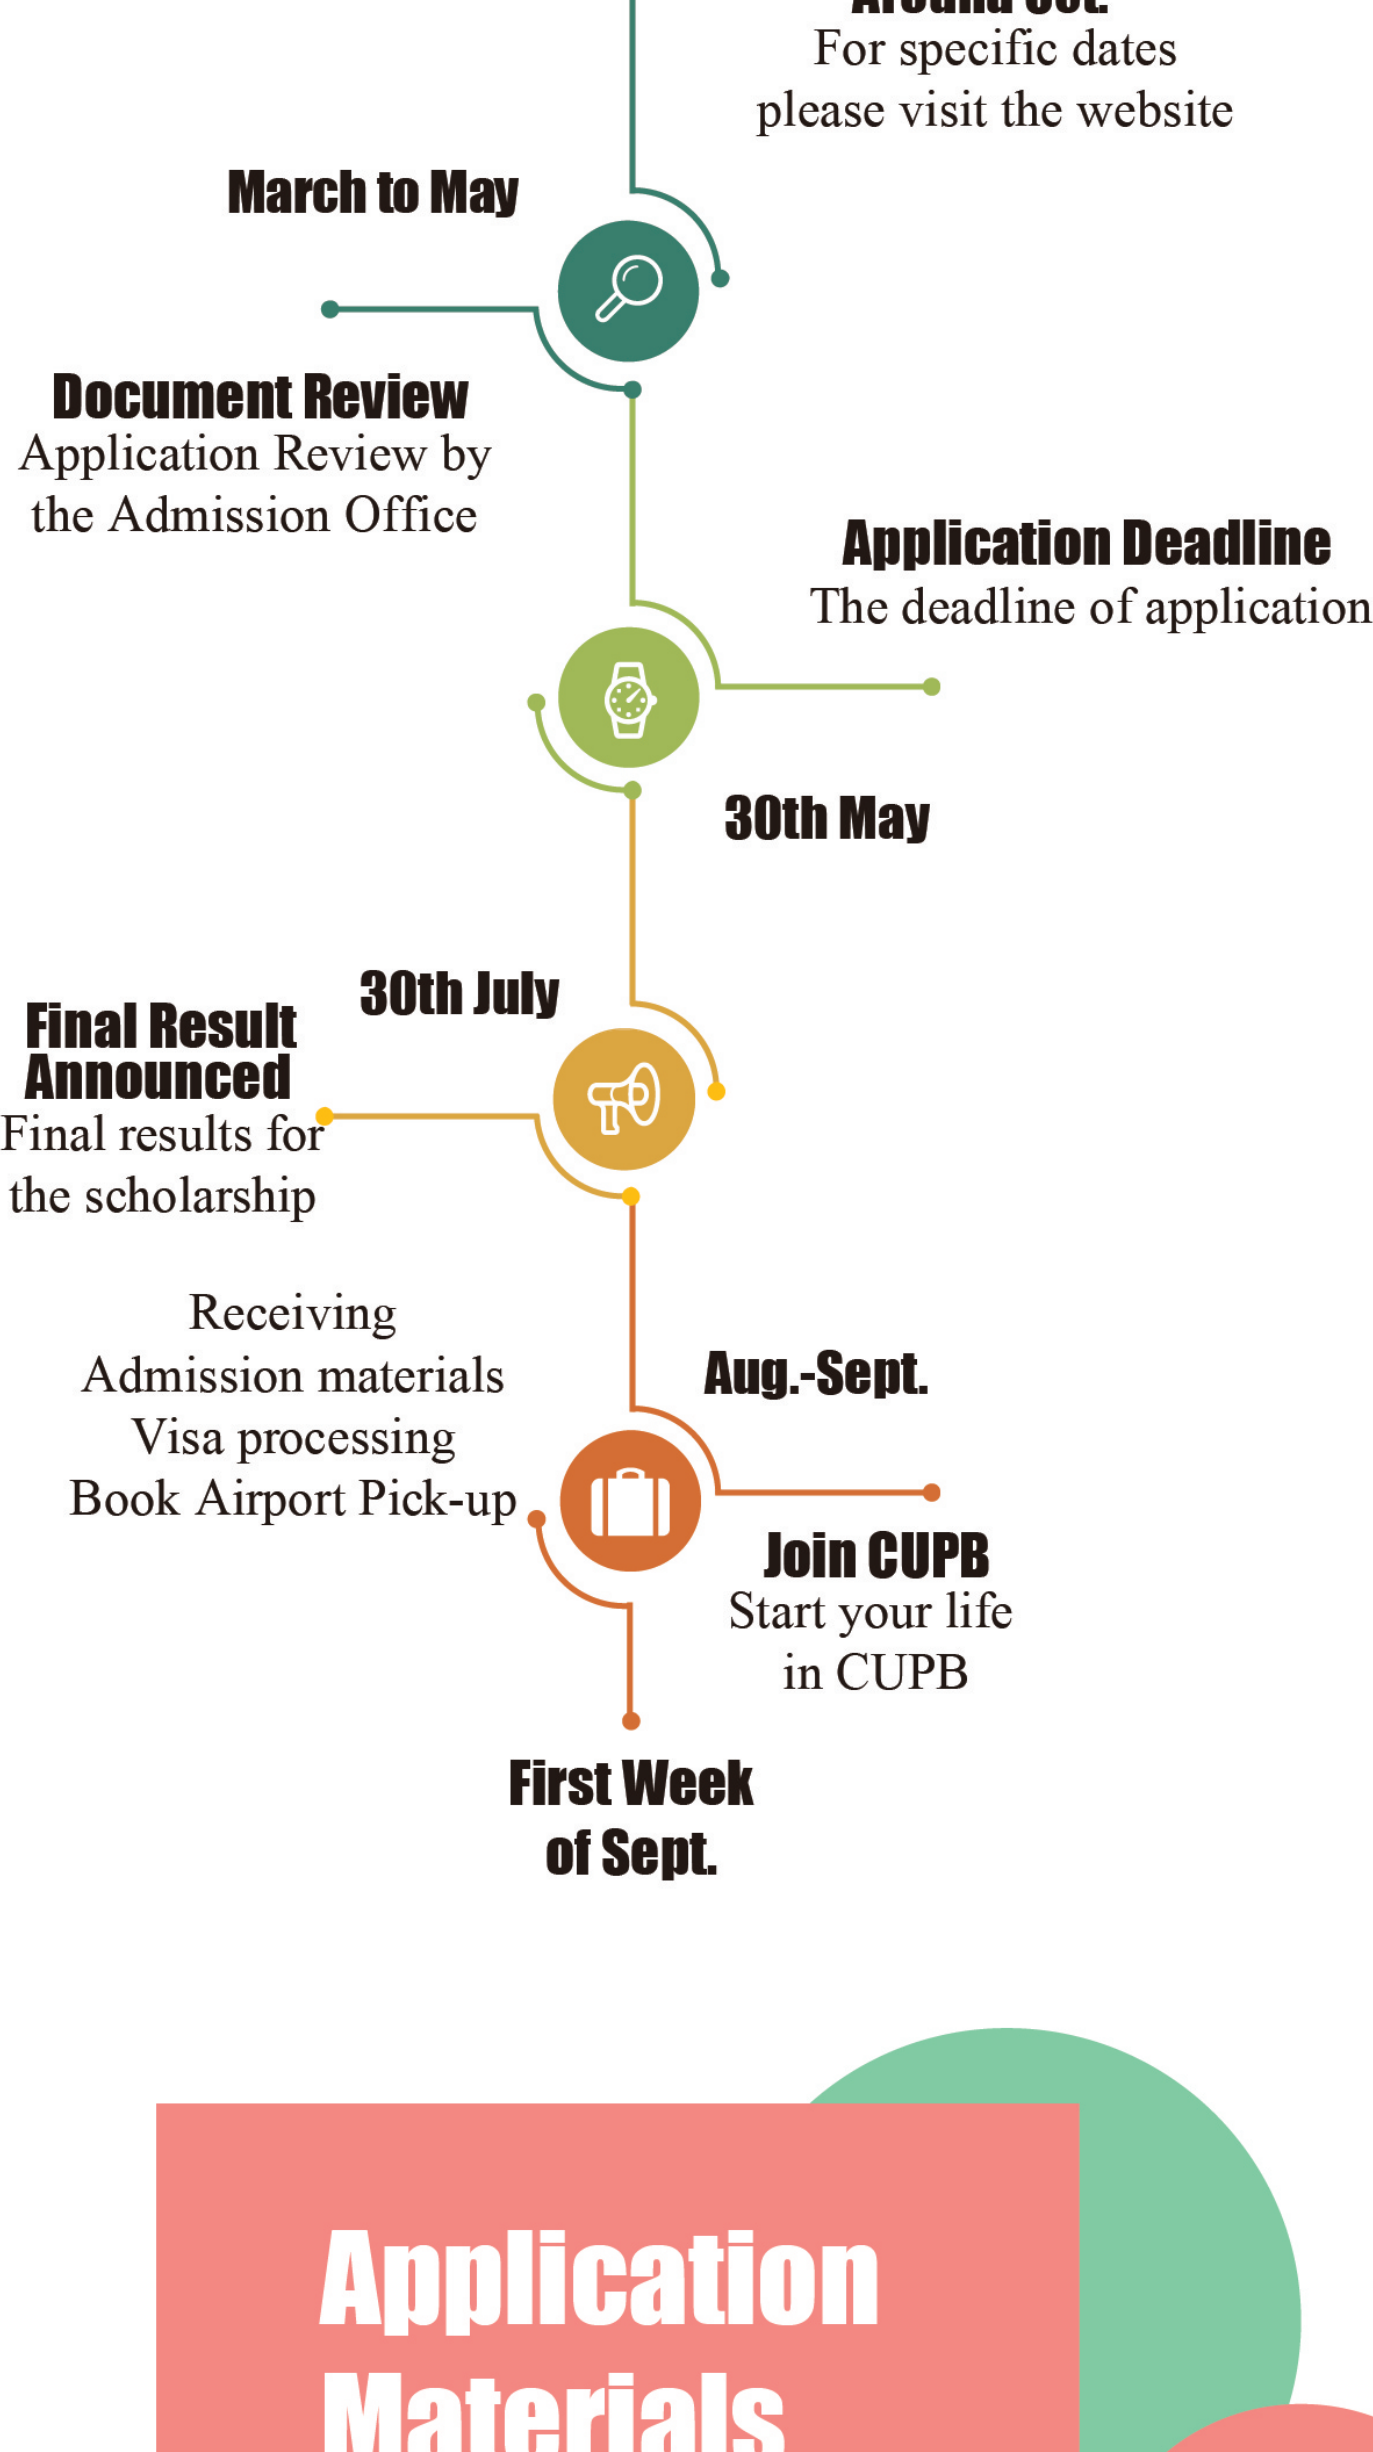 Around Oct.
For specific dates
please visit the website
March to May
Document Review
Application Review by
the Admission Office
Application Deadline
The deadline of application
30th May
30th July
Final Result
Announced
Final results for
the scholarship
Receiving
Admission materials
Visa processing
Book Airport Pick-up
Aug.-Sept.
Join CUPB
Start your life
in CUPB
First Week
of Sept.
Application
Materials